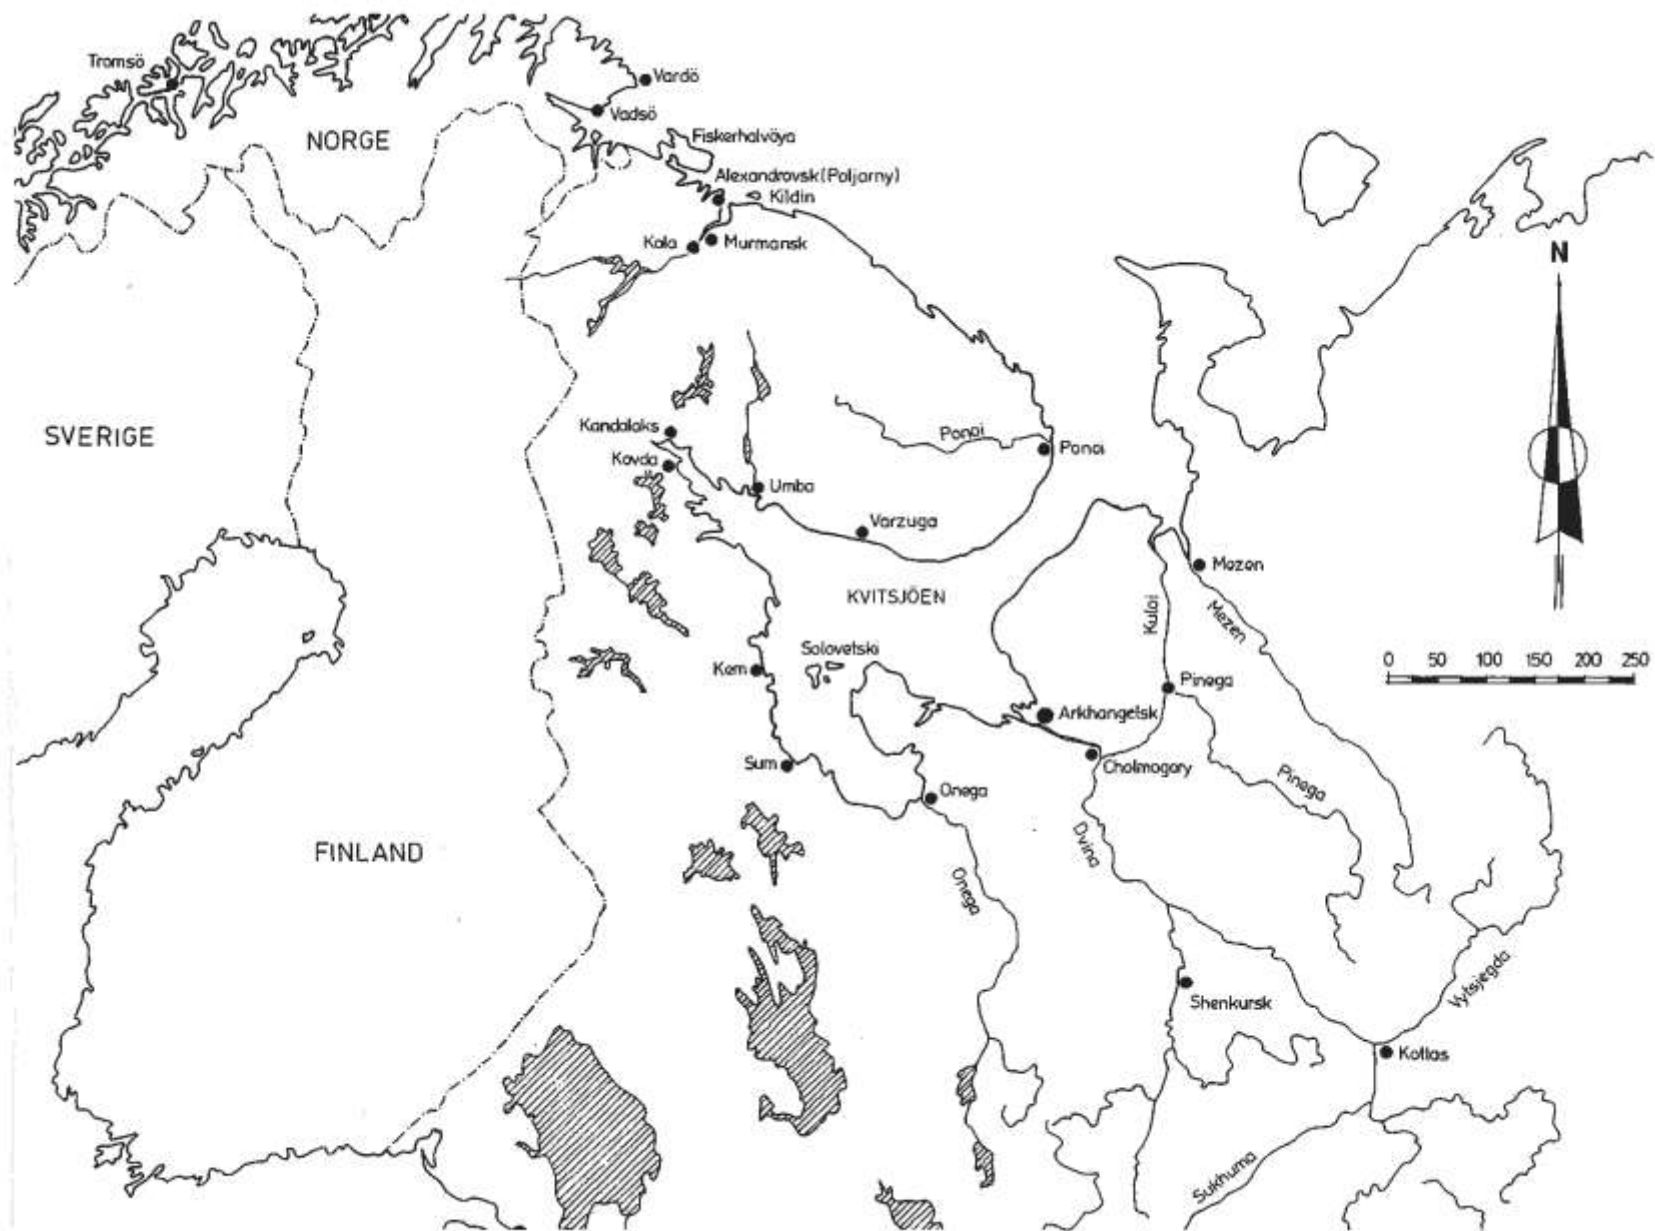 Tromsö
Vardö
Vadsö
NORGE
Fiskerhalvöya
Alexandrovsk (Poljarny)
Kildin
Kola
Murmansk
N
SVERIGE
Kandalaks
Kovda
Ponoi
Ponoi
Umba
Varzuga
Mezen
KVITSJÖEN
Kuloi
Mezen
Solovetski
Kem
0 50 100 150 200 250
Pinega
Arkhangelsk
Sum
Cholmogory
Pinega
Onega
FINLAND
Dvina
Onega
Vytsjegda
Shenkursk
Kotlas
Sukhuma